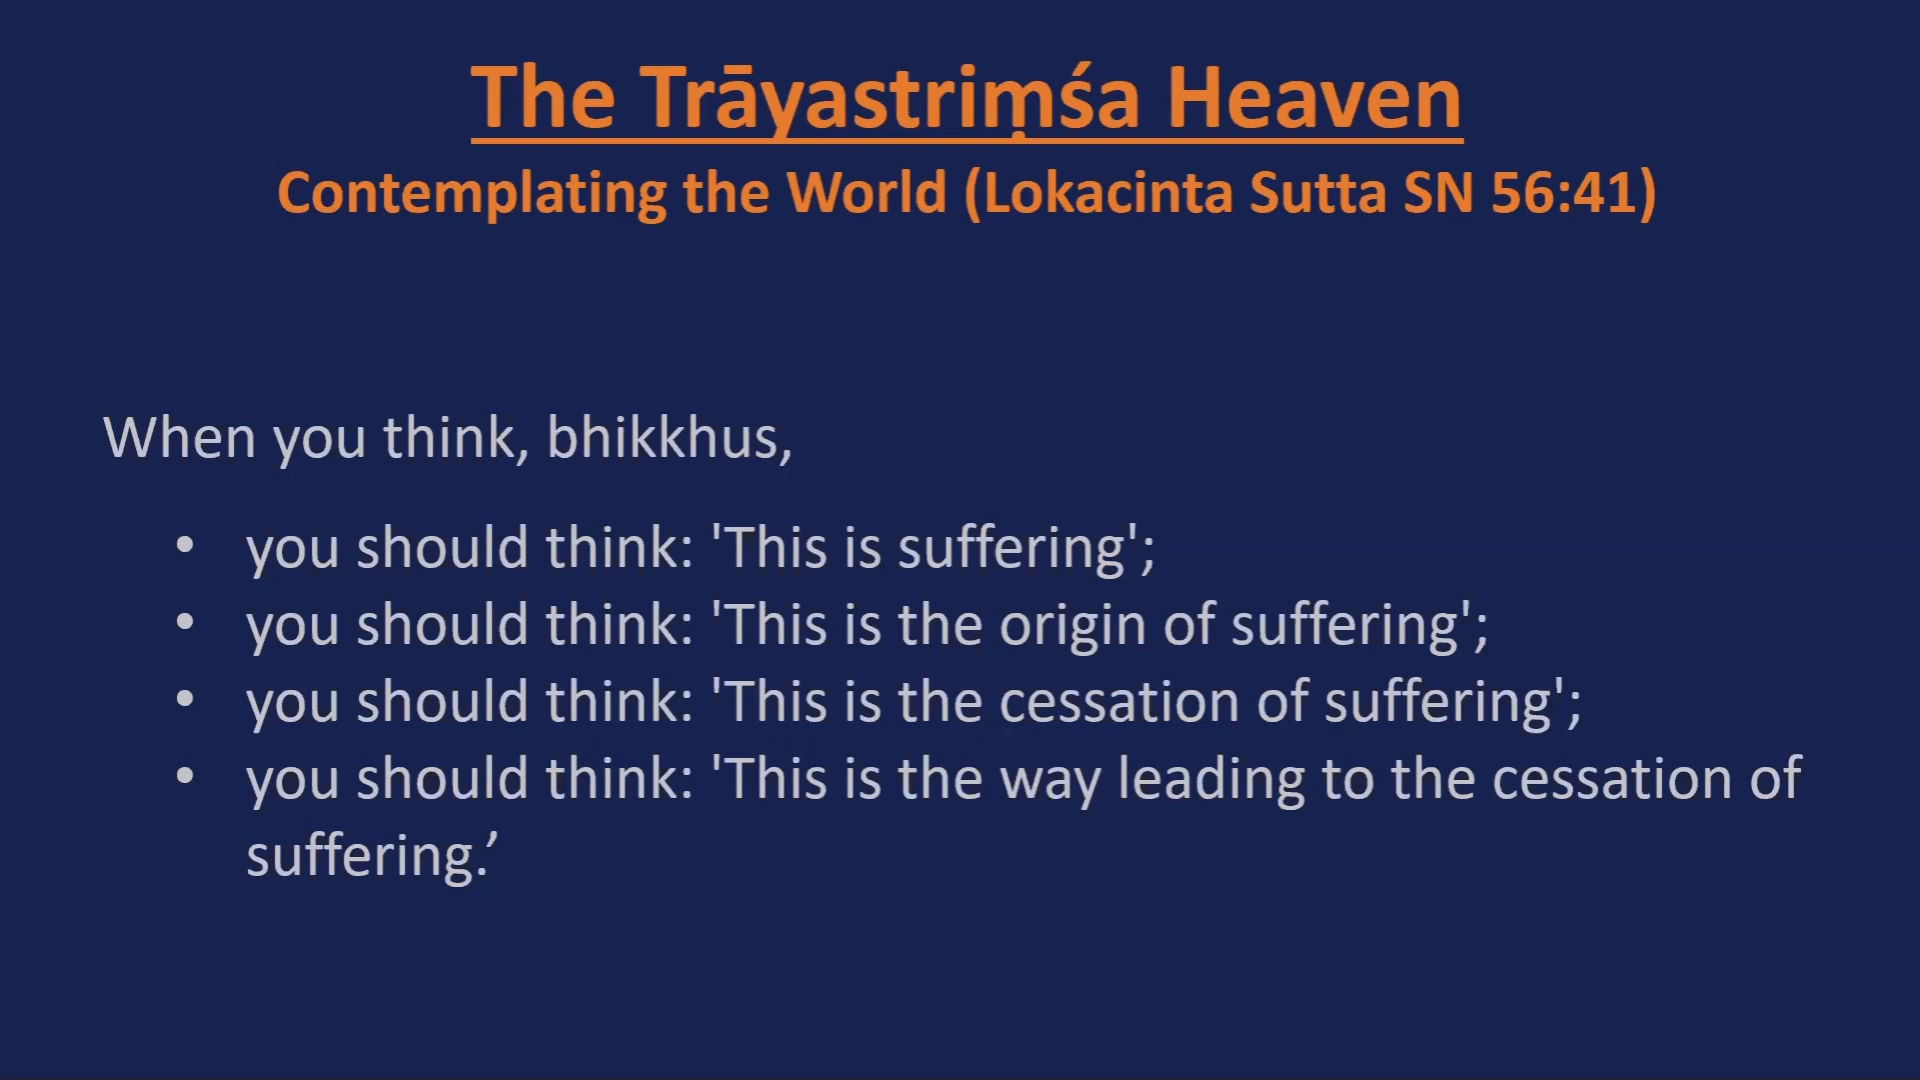 The Trāyastriṃśa Heaven
Contemplating the World (Lokacinta Sutta SN 56:41)
When you think, bhikkhus,
• you should think: 'This is suffering';
• you should think: 'This is the origin of suffering';
• you should think: 'This is the cessation of suffering';
• you should think: 'This is the way leading to the cessation of
suffering.’